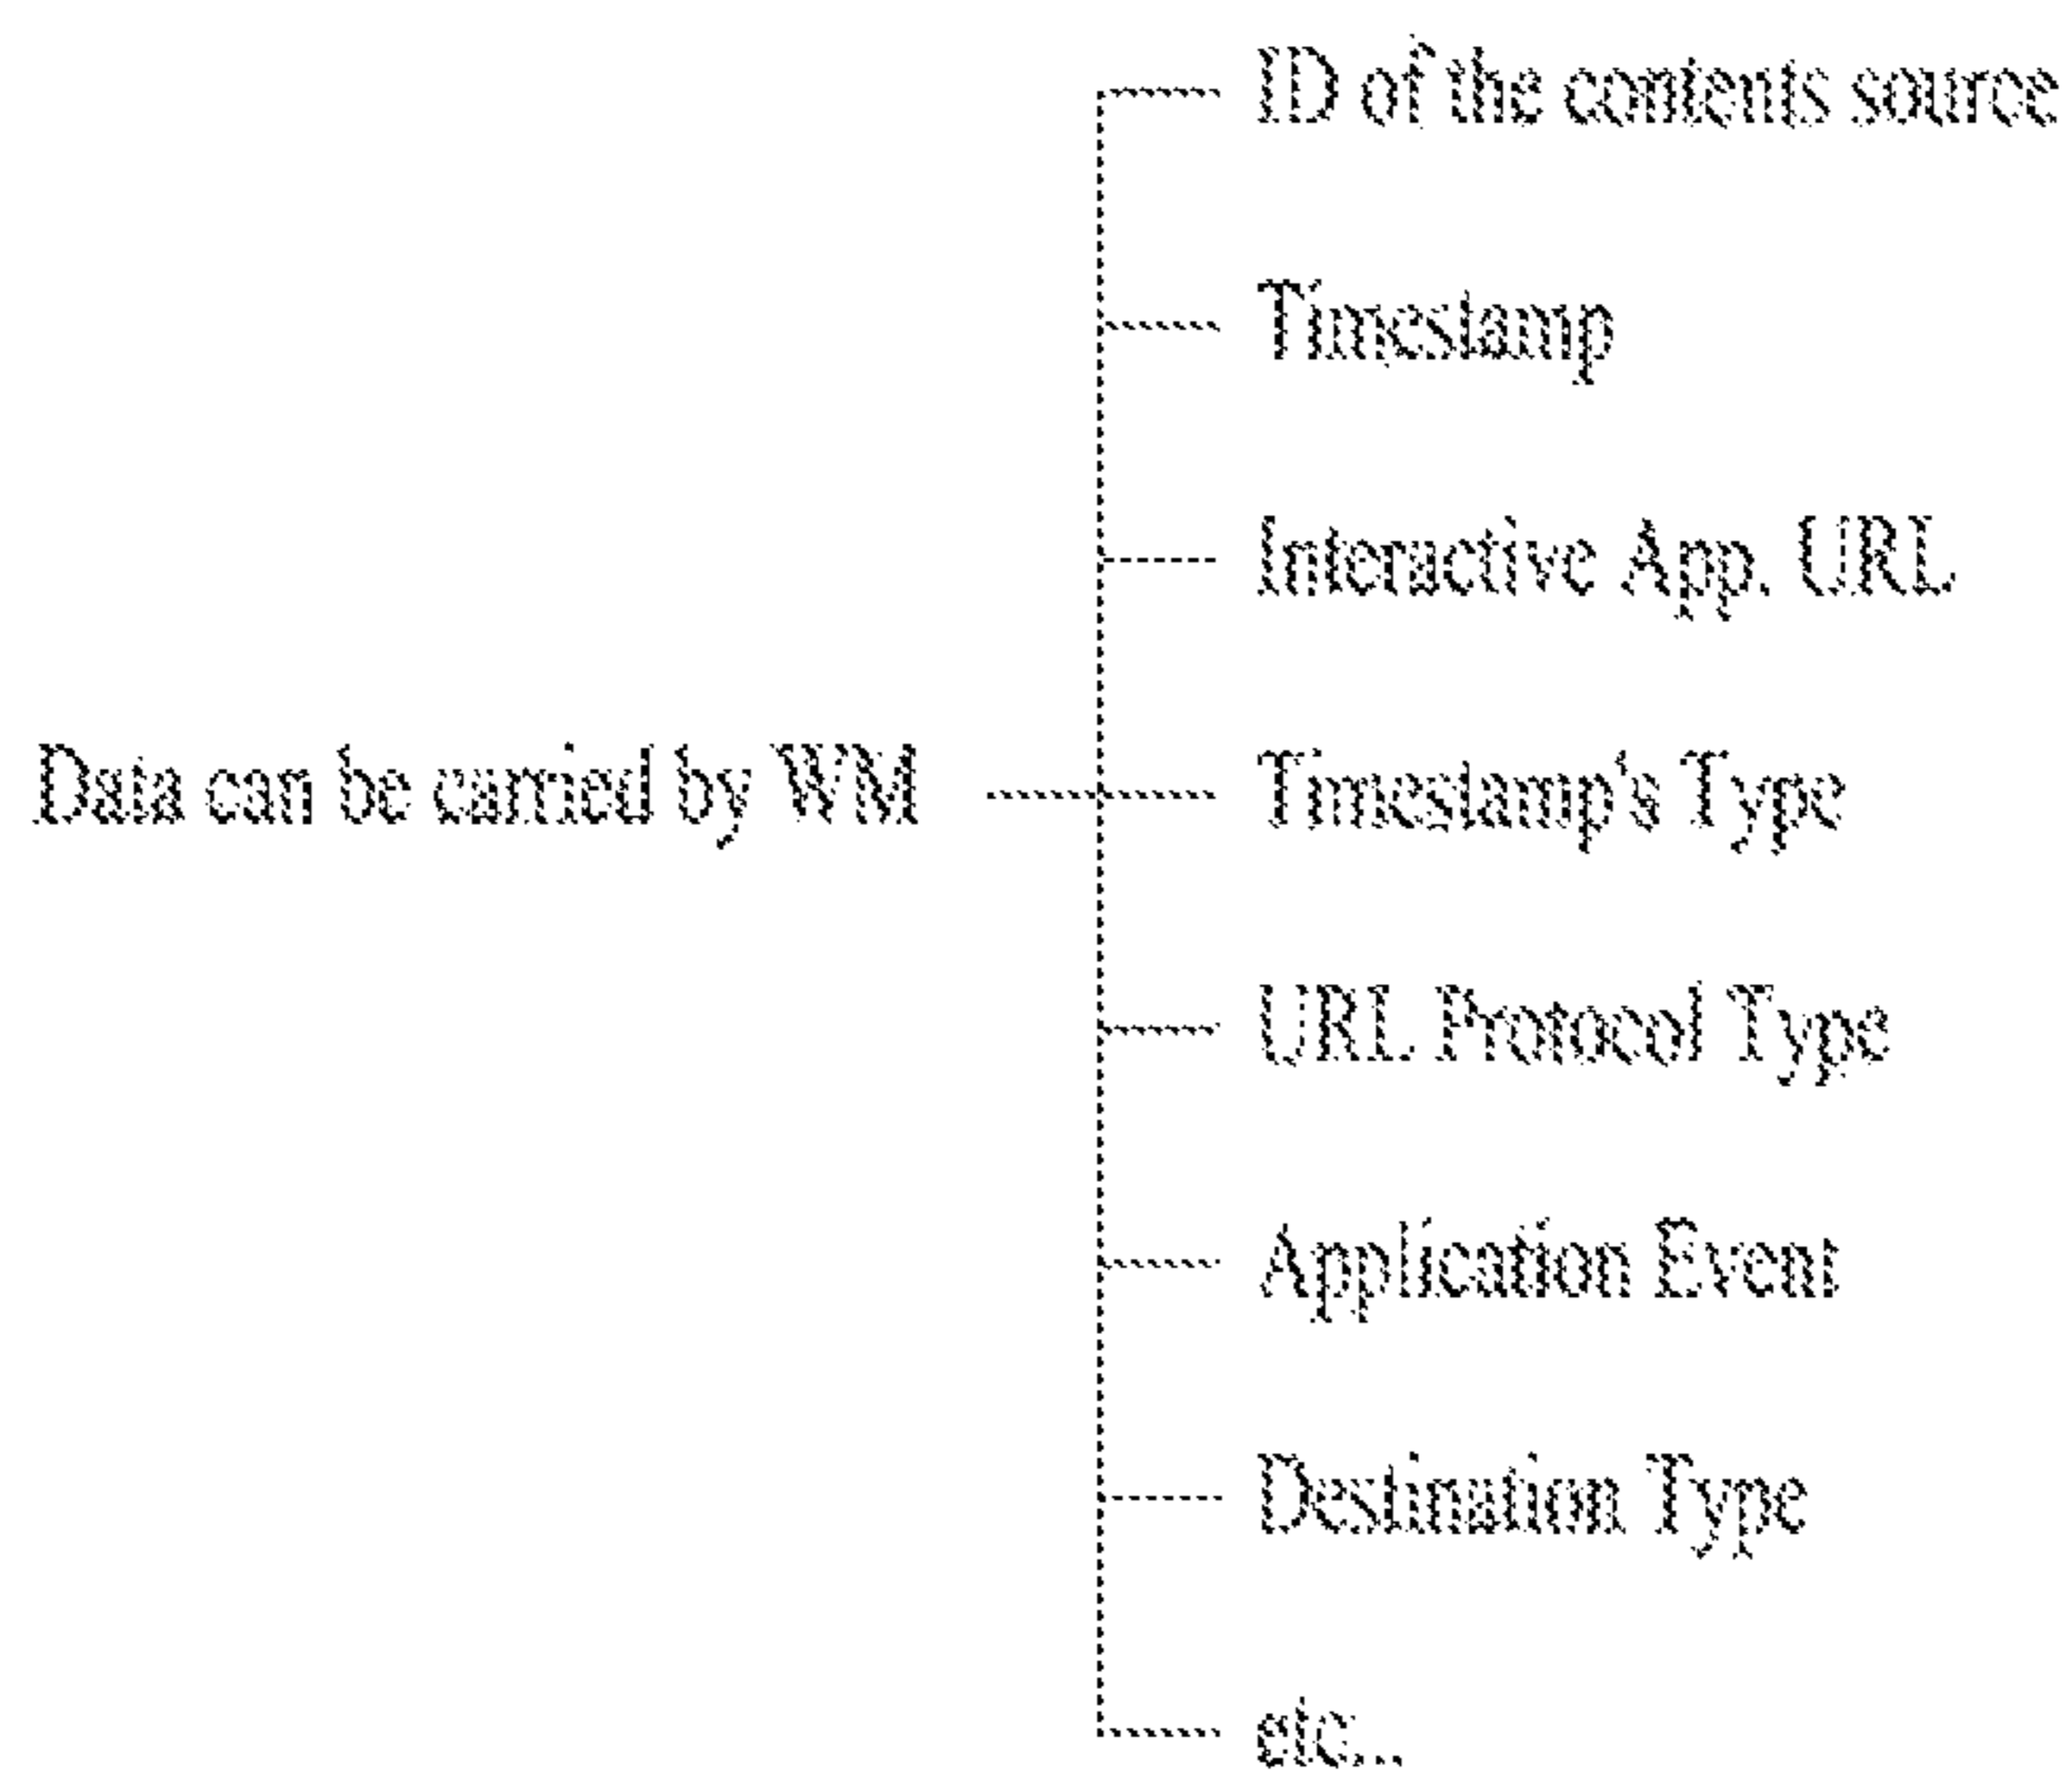 ID of the contents source
Timestamp
Interactive App. URL
Data can be carried by WM
Timestamp's Type
URL Protocol Type
Application Event
Destination Type
etc...